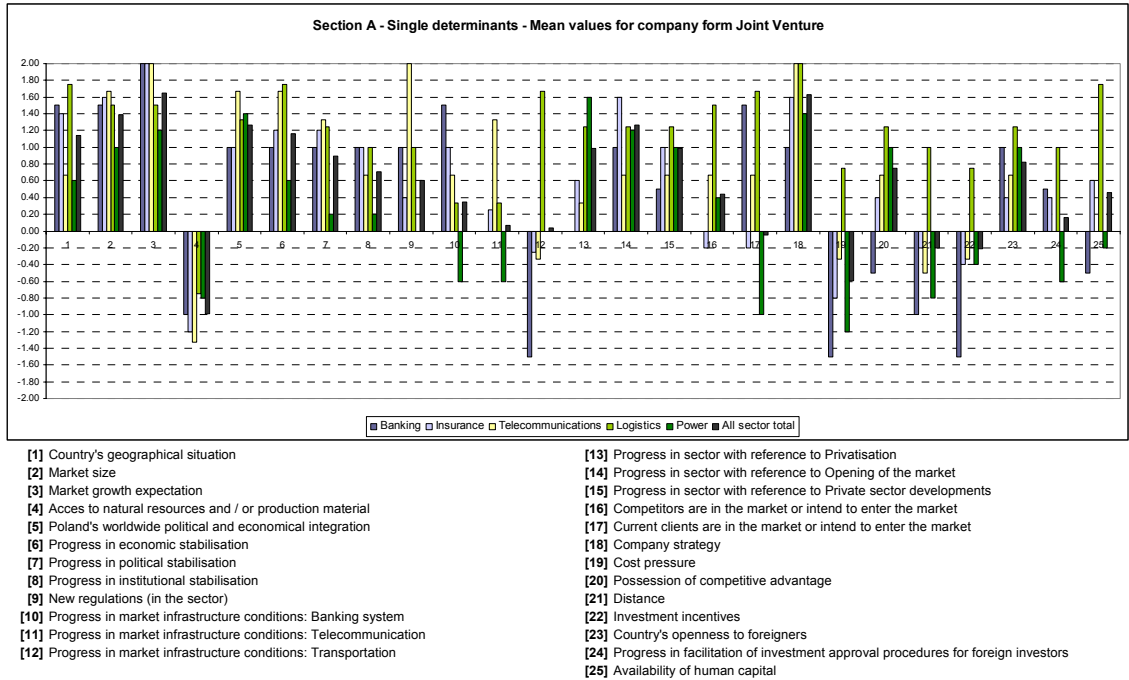 Section A - Single determinants - Mean values for company form Joint Venture
2.00
1.80
1.60
1.40
1.20
1.00
0.80
0.60
0.40
0.20
0.00
-0.20
-0.40
-0.60
-0.80
-1.00
-1.20
-1.40
-1.60
-1.80
-2.00
1 2 3 4 5 6 7 8 9 10 11 12 13 14 15 16 17 18 19 20 21 22 23 24 25
Banking Insurance Telecommunications Logistics Power All sector total
[1] Country's geographical situation
[2] Market size
[3] Market growth expectation
[4] Acces to natural resources and / or production material
[5] Poland's worldwide political and economical integration
[6] Progress in economic stabilisation
[7] Progress in political stabilisation
[8] Progress in institutional stabilisation
[9] New regulations (in the sector)
[10] Progress in market infrastructure conditions: Banking system
[11] Progress in market infrastructure conditions: Telecommunication
[12] Progress in market infrastructure conditions: Transportation
[13] Progress in sector with reference to Privatisation
[14] Progress in sector with reference to Opening of the market
[15] Progress in sector with reference to Private sector developments
[16] Competitors are in the market or intend to enter the market
[17] Current clients are in the market or intend to enter the market
[18] Company strategy
[19] Cost pressure
[20] Possession of competitive advantage
[21] Distance
[22] Investment incentives
[23] Country's openness to foreigners
[24] Progress in facilitation of investment approval procedures for foreign investors
[25] Availability of human capital